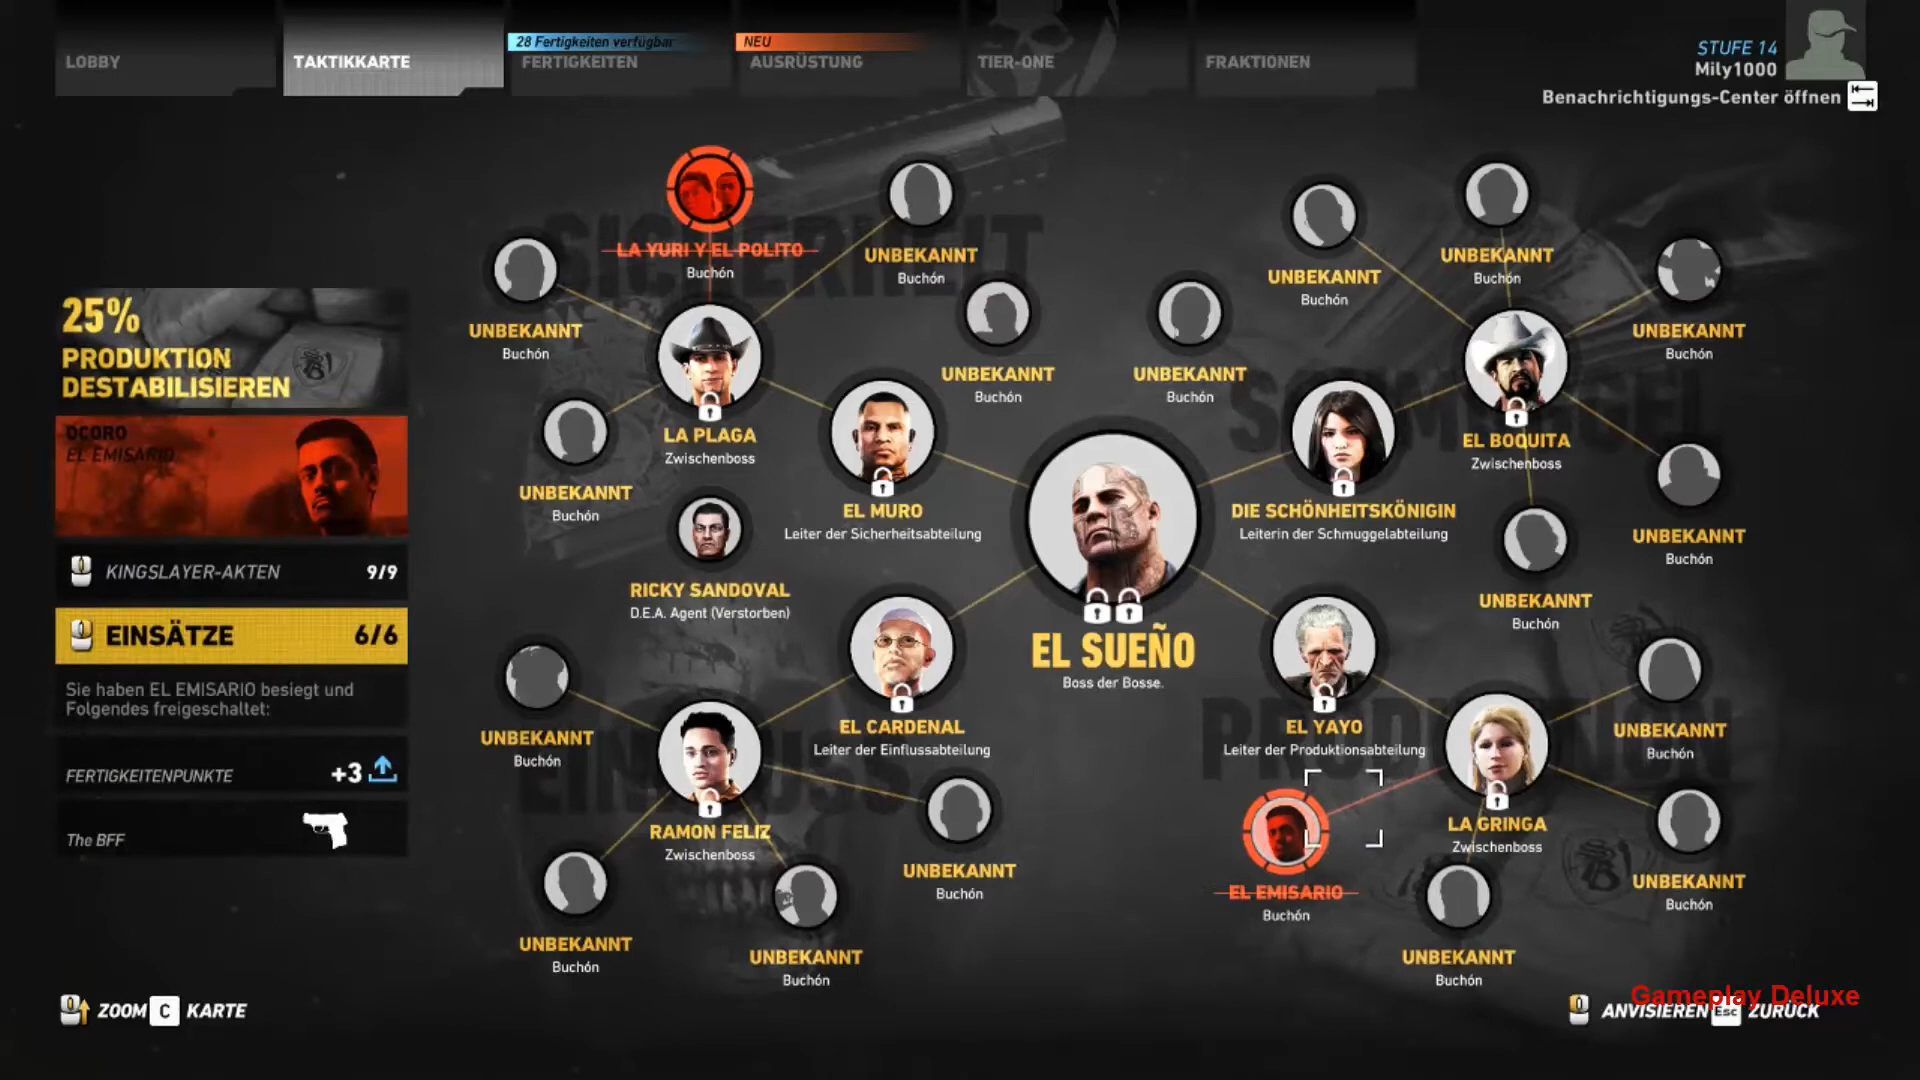 LOBBY
TAKTIKKARTE
28 Fertigkeiten verfügbar
FERTIGKEITEN
NEU
AUSRÜSTUNG
TIER-ONE
FRAKTIONEN
STUFE 14
Mily1000
Benachrichtigungs-Center öffnen
SICHERHEIT
SCHMUGGEL
EINFLUSS
PRODUKTION
25%
PRODUKTION
DESTABILISIEREN
OCORO
EL EMISARIO
KINGSLAYER-AKTEN 9/9
EINSÄTZE 6/6
Sie haben EL EMISARIO besiegt und
Folgendes freigeschaltet:
FERTIGKEITENPUNKTE +3
The BFF
LA YURI Y EL POLITO
Buchón
UNBEKANNT
Buchón
UNBEKANNT
Buchón
UNBEKANNT
Buchón
UNBEKANNT
Buchón
LA PLAGA
Zwischenboss
EL MURO
Leiter der Sicherheitsabteilung
RICKY SANDOVAL
D.E.A. Agent (Verstorben)
UNBEKANNT
Buchón
UNBEKANNT
Buchón
UNBEKANNT
Buchón
UNBEKANNT
Buchón
EL BOQUITA
Zwischenboss
DIE SCHÖNHEITSKÖNIGIN
Leiterin der Schmuggelabteilung
UNBEKANNT
Buchón
UNBEKANNT
Buchón
EL SUEÑO
Boss der Bosse.
EL CARDENAL
Leiter der Einflussabteilung
UNBEKANNT
Buchón
RAMON FELIZ
Zwischenboss
UNBEKANNT
Buchón
UNBEKANNT
Buchón
UNBEKANNT
Buchón
EL YAYO
Leiter der Produktionsabteilung
UNBEKANNT
Buchón
LA GRINGA
Zwischenboss
EL EMISARIO
Buchón
UNBEKANNT
Buchón
UNBEKANNT
Buchón
ZOOM C KARTE
Gameplay Deluxe
ANVISIEREN Esc ZURÜCK